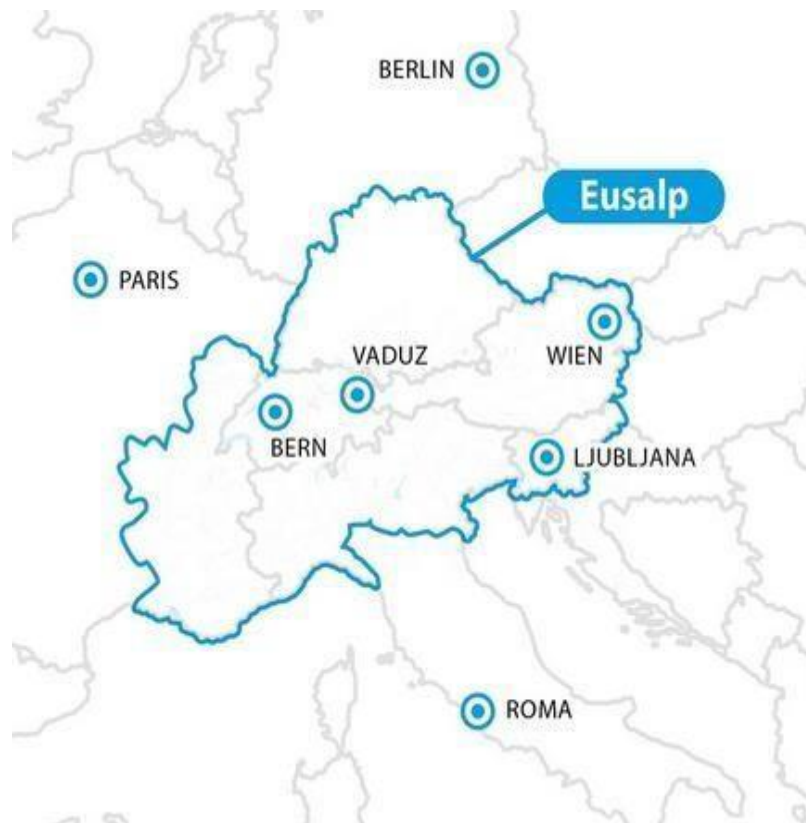 BERLIN
Eusalp
PARIS
VADUZ
WIEN
BERN
LJUBLJANA
ROMA